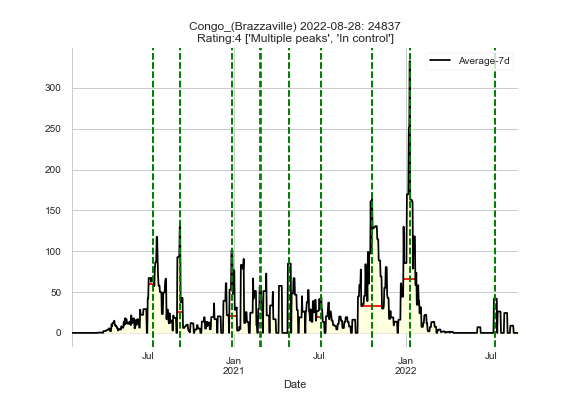 Congo_(Brazzaville) 2022-08-28: 24837
Rating:4 ['Multiple peaks', 'In control']
Average-7d
300
250
200
150
100
50
0
Jul
Jan
2021
Jul
Jan
2022
Jul
Date